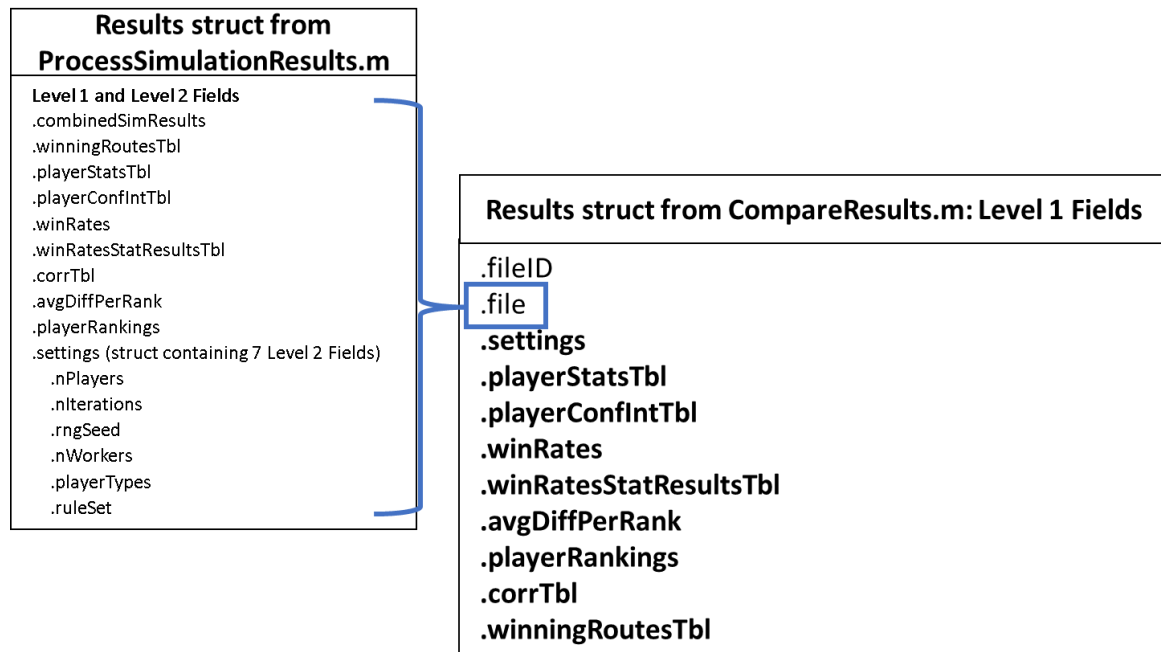 Results struct from
ProcessSimulationResults.m
Level 1 and Level 2 Fields
.combinedSimResults
.winningRoutesTbl
.playerStatsTbl
.playerConfIntTbl
.winRates
.winRatesStatResultsTbl
.corrTbl
.avgDiffPerRank
.playerRankings
.settings (struct containing 7 Level 2 Fields)
.nPlayers
.nIterations
.rngSeed
.nWorkers
.playerTypes
.ruleSet
Results struct from CompareResults.m: Level 1 Fields
.fileID
.file
.settings
.playerStatsTbl
.playerConfIntTbl
.winRates
.winRatesStatResultsTbl
.avgDiffPerRank
.playerRankings
.corrTbl
.winningRoutesTbl